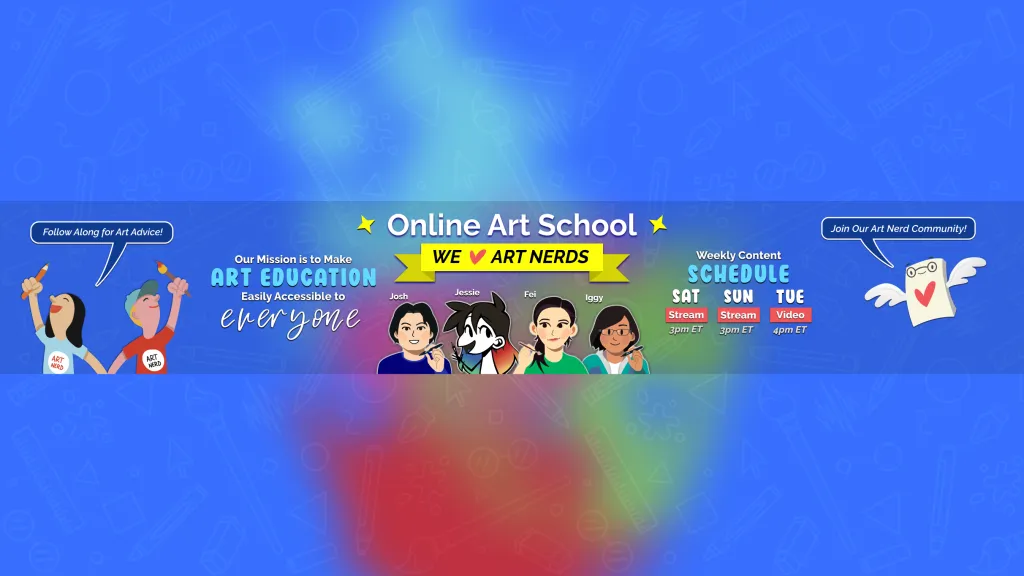 Follow Along for Art Advice!
ART
NERD
ART
NERD
Our Mission is to Make
ART EDUCATION
Easily Accessible to
everyone
Online Art School
WE ❤ ART NERDS
Josh
Jessie
Fei
Iggy
Weekly Content
SCHEDULE
SAT SUN TUE
Stream Stream Video
3pm ET 3pm ET 4pm ET
Join Our Art Nerd Community!